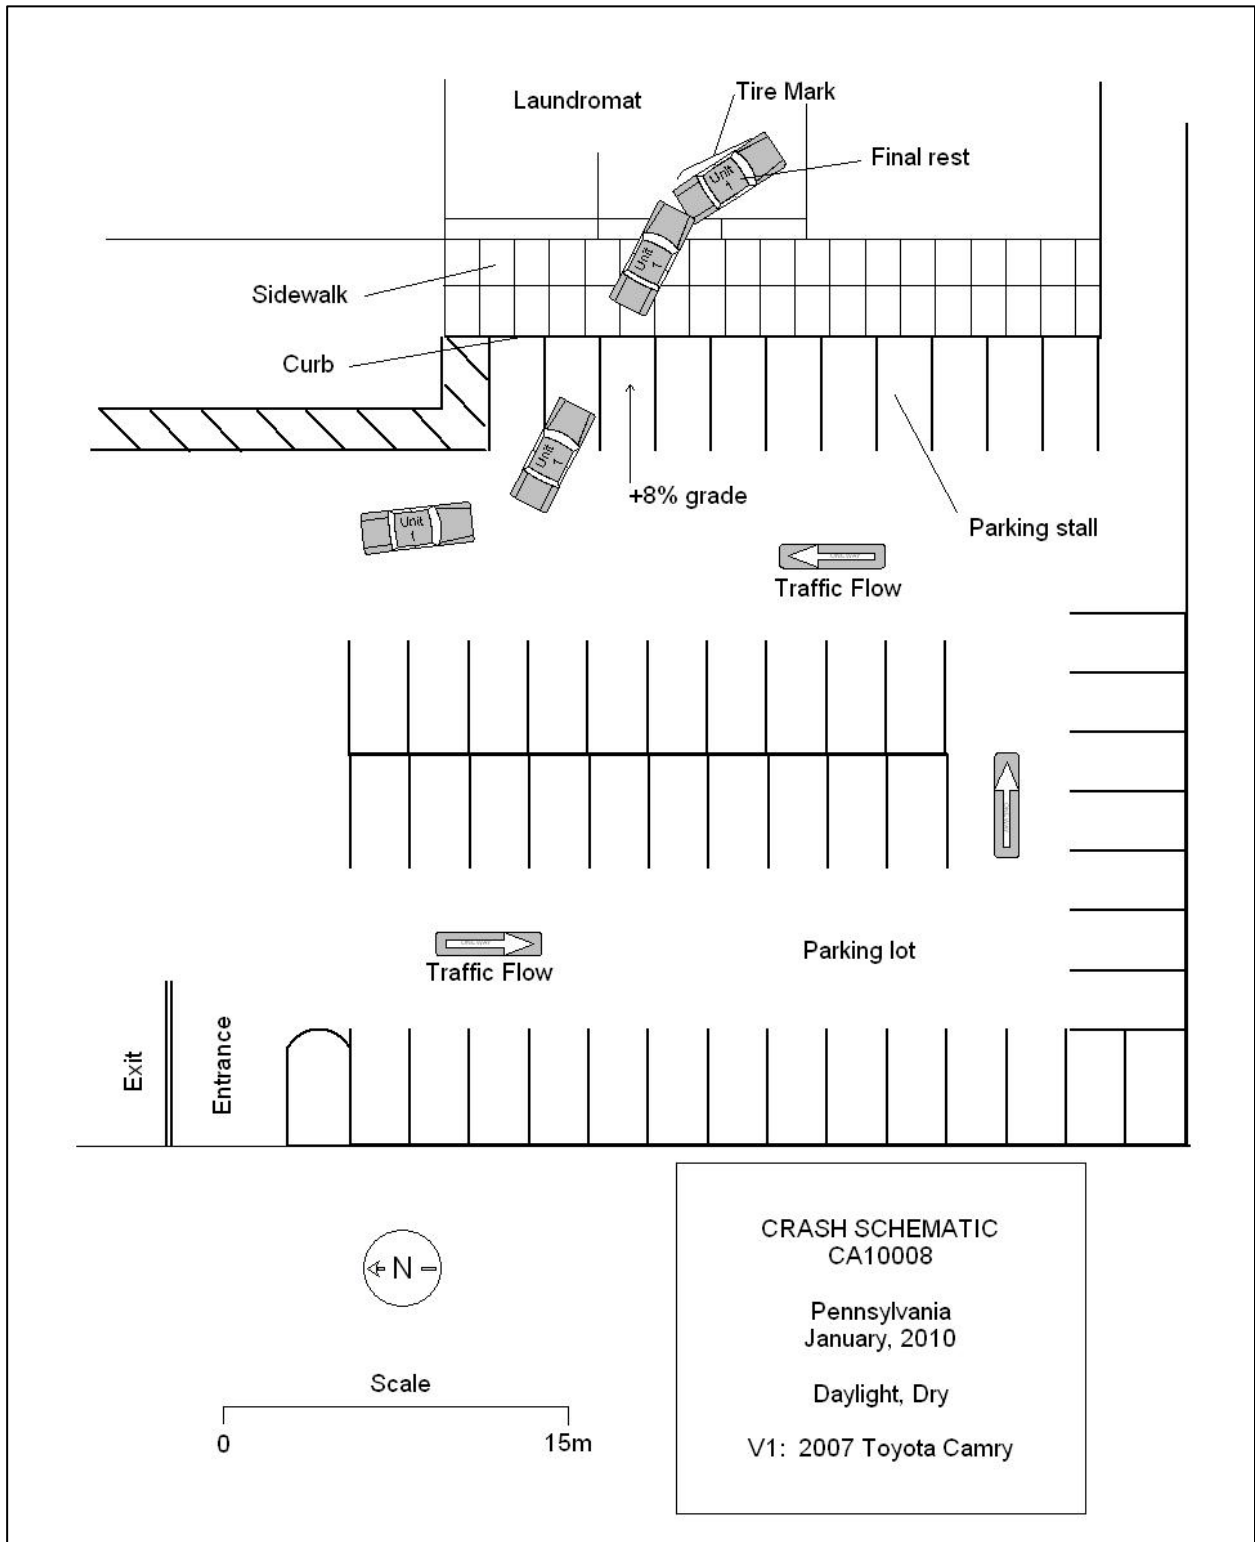 Laundromat
Tire Mark
Final rest
Unit
1
Unit
1
Sidewalk
Curb
Unit
1
+8% grade
Unit
1
Parking stall
ONE WAY
Traffic Flow
ONE WAY
ONE WAY
Traffic Flow
Parking lot
Exit
Entrance
N
Scale
0
15m
CRASH SCHEMATIC
CA10008
Pennsylvania
January, 2010
Daylight, Dry
V1: 2007 Toyota Camry